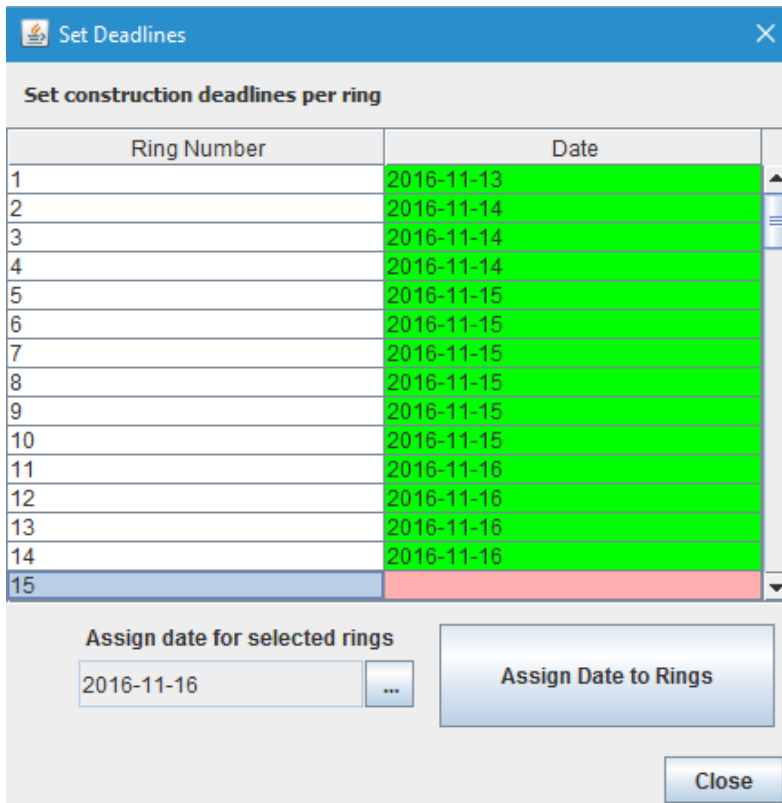 Set Deadlines
Set construction deadlines per ring
Ring Number Date
1 2016-11-13
2 2016-11-14
3 2016-11-14
4 2016-11-14
5 2016-11-15
6 2016-11-15
7 2016-11-15
8 2016-11-15
9 2016-11-15
10 2016-11-15
11 2016-11-16
12 2016-11-16
13 2016-11-16
14 2016-11-16
15
Assign date for selected rings
2016-11-16 ...
Assign Date to Rings
Close